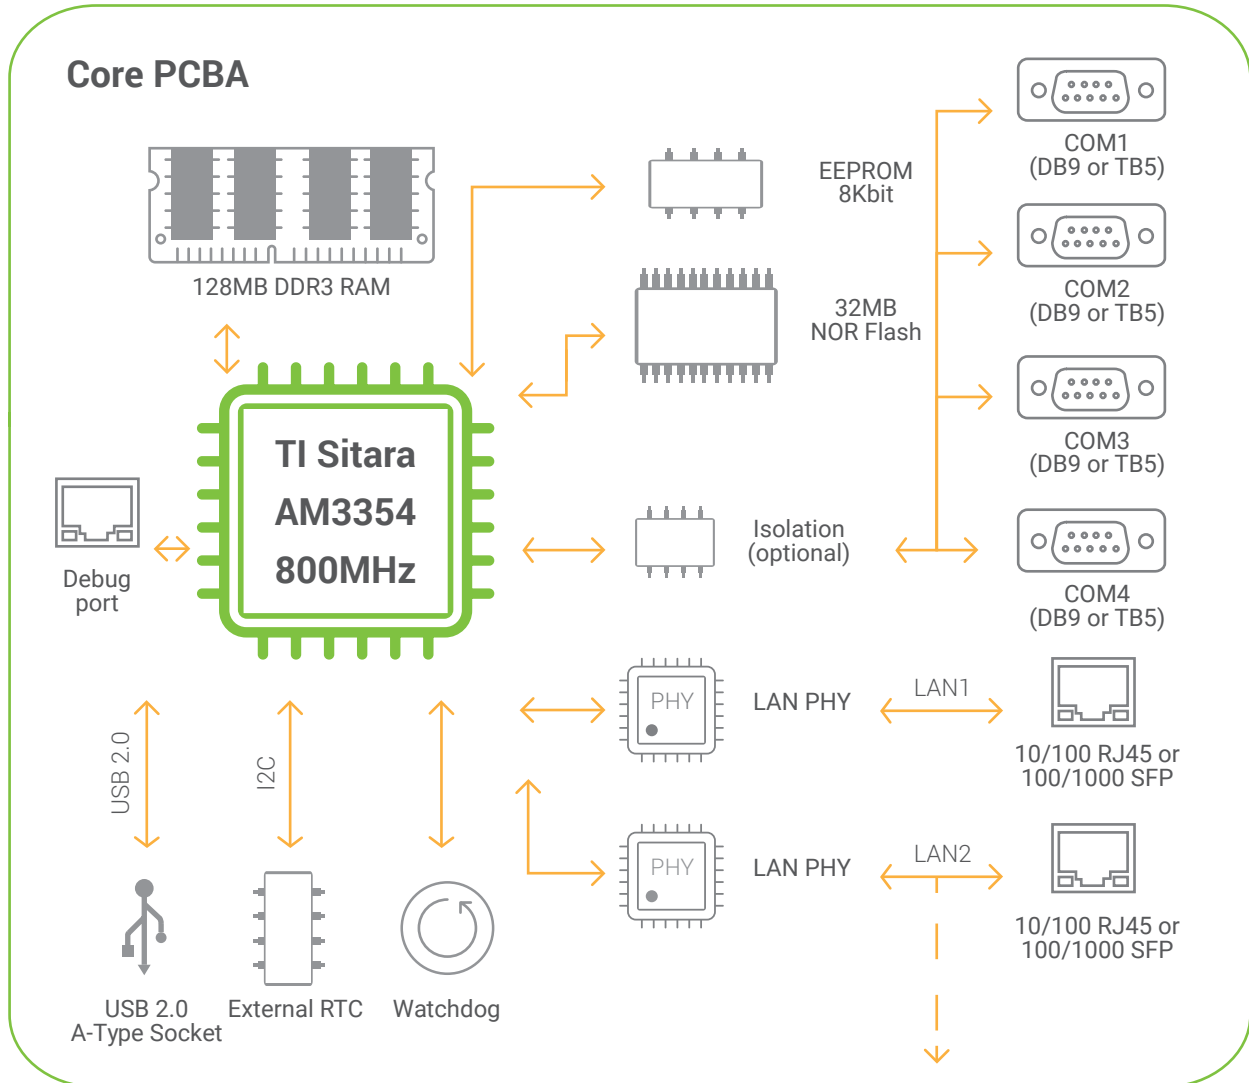 Core PCBA
128MB DDR3 RAM
EEPROM
8Kbit
32MB
NOR Flash
COM1
(DB9 or TB5)
COM2
(DB9 or TB5)
COM3
(DB9 or TB5)
COM4
(DB9 or TB5)
TI Sitara
AM3354
800MHz
Debug
port
Isolation
(optional)
PHY
LAN PHY
LAN1
10/100 RJ45 or
100/1000 SFP
PHY
LAN PHY
LAN2
10/100 RJ45 or
100/1000 SFP
USB 2.0
I2C
USB 2.0
A-Type Socket
External RTC
Watchdog